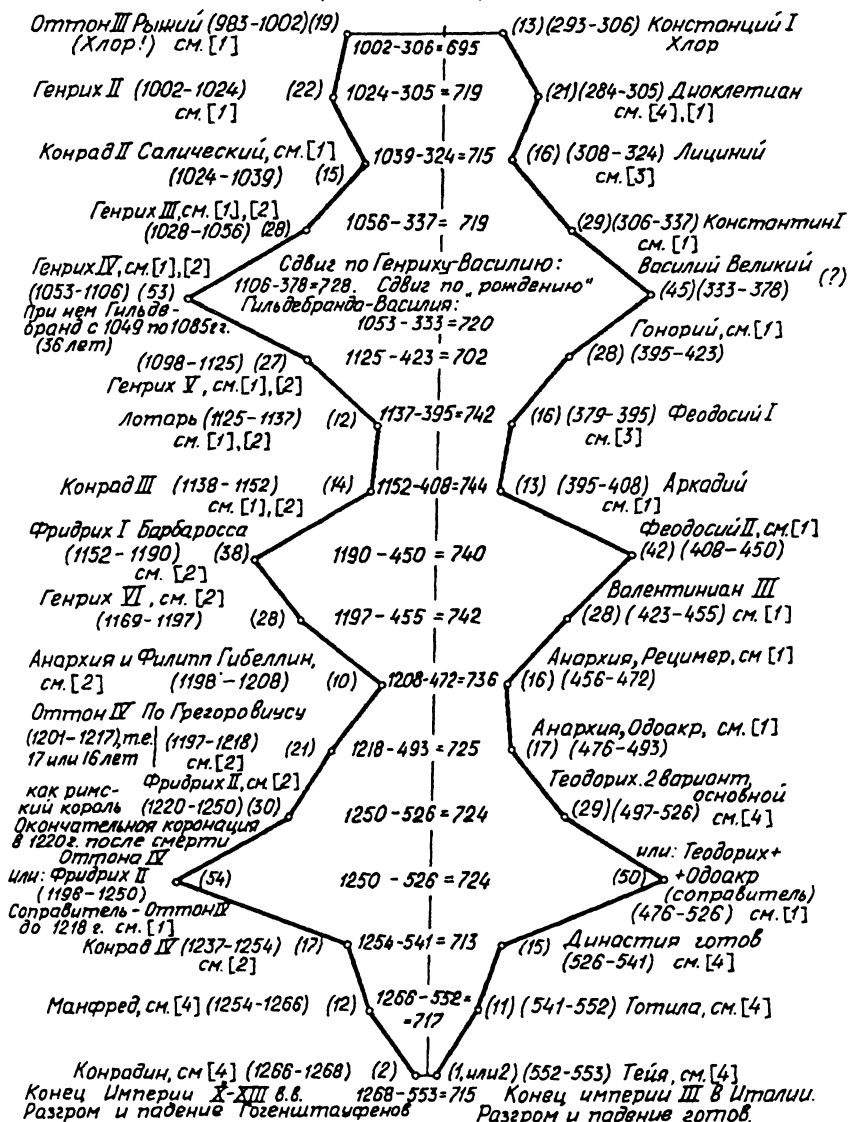 Оттон III Рыжий (983-1002)(19)
(Хлор!) см.[1]
1002-306=695
(13)(293-306) Констанций I
Хлор
Генрих II (1002-1024) (22)
см.[1]
1024-305=719
(21)(284-305) Диоклетиан
см.[4],[1]
Конрад II Салический, см.[1]
(1024-1039) (15)
1039-324=715
(16) (308-324) Лициний
см.[3]
Генрих III, см.[1],[2]
(1028-1056) (28)
1056-337=719
(29)(306-337) Константин I
см.[1]
Генрих IV, см.[1],[2]
(1053-1106) (53)
При нем Гильде-
бранд с 1049 по 1085гг.
(36 лет)
Сдвиг по Генриху-Василию:
1106-378=728. Сдвиг по „рождению“
Гильдебранда-Василия:
1053-333=720
Василий Великий (?)
(45)(333-378)
(1098-1125) (27)
Генрих V, см.[1],[2]
1125-423=702
Гонорий, см.[1]
(28) (395-423)
Лотарь (1125-1137) (12)
см.[1],[2]
1137-395=742
(16) (379-395) Феодосий I
см.[3]
Конрад III (1138-1152) (14)
см.[1],[2]
1152-408=744
(13) (395-408) Аркадий
см.[1]
Фридрих I Барбаросса
(1152-1190) (38)
см. [2]
1190-450=740
Феодосий II, см.[1]
(42) (408-450)
Генрих VI, см.[2]
(1169-1197) (28)
1197-455=742
Валентиниан III
(28) (423-455) см.[1]
Анархия и Филипп Гибеллин,
см.[2] (1198-1208) (10)
1208-472=736
Анархия, Рецимер, см [1]
(16) (456-472)
Оттон IV По Грегоровиусу
(1201-1217), т.е.
17 или 16 лет
(1197-1218) (21)
см.[2]
1218-493=725
Анархия, Одоакр, см.[1]
(17) (476-493)
как римс-
кий король
Фридрих II, см.[2]
(1220-1250)(30)
Окончательная коронация
в 1220г. после смерти
Оттона IV
1250-526=724
Теодорих. 2 вариант,
основной
(29)(497-526) см.[4]
или: Фридрих II
(1196-1250) (54)
Соправитель - Оттон IV
до 1218 г. см.[1]
1250-526=724
или: Теодорих+
(50) +Одоакр
(соправитель)
(476-526) см.[1]
Конрад IV (1237-1254) (17)
см.[2]
1254-541=713
(15) Династия готов
(526-541) см.[4]
Манфред, см.[4] (1254-1266) (12)
1266-552=
=717
(11) (541-552) Тотила, см.[4]
Конрадин, см [4] (1266-1268) (2)
(1, или 2) (552-553) Тейя, см.[4]
Конец Империи X-XIII в.в.
1268-553=715
Конец империи III в Италии.
Разгром и падение Гогенштауфенов
Разгром и падение готов.